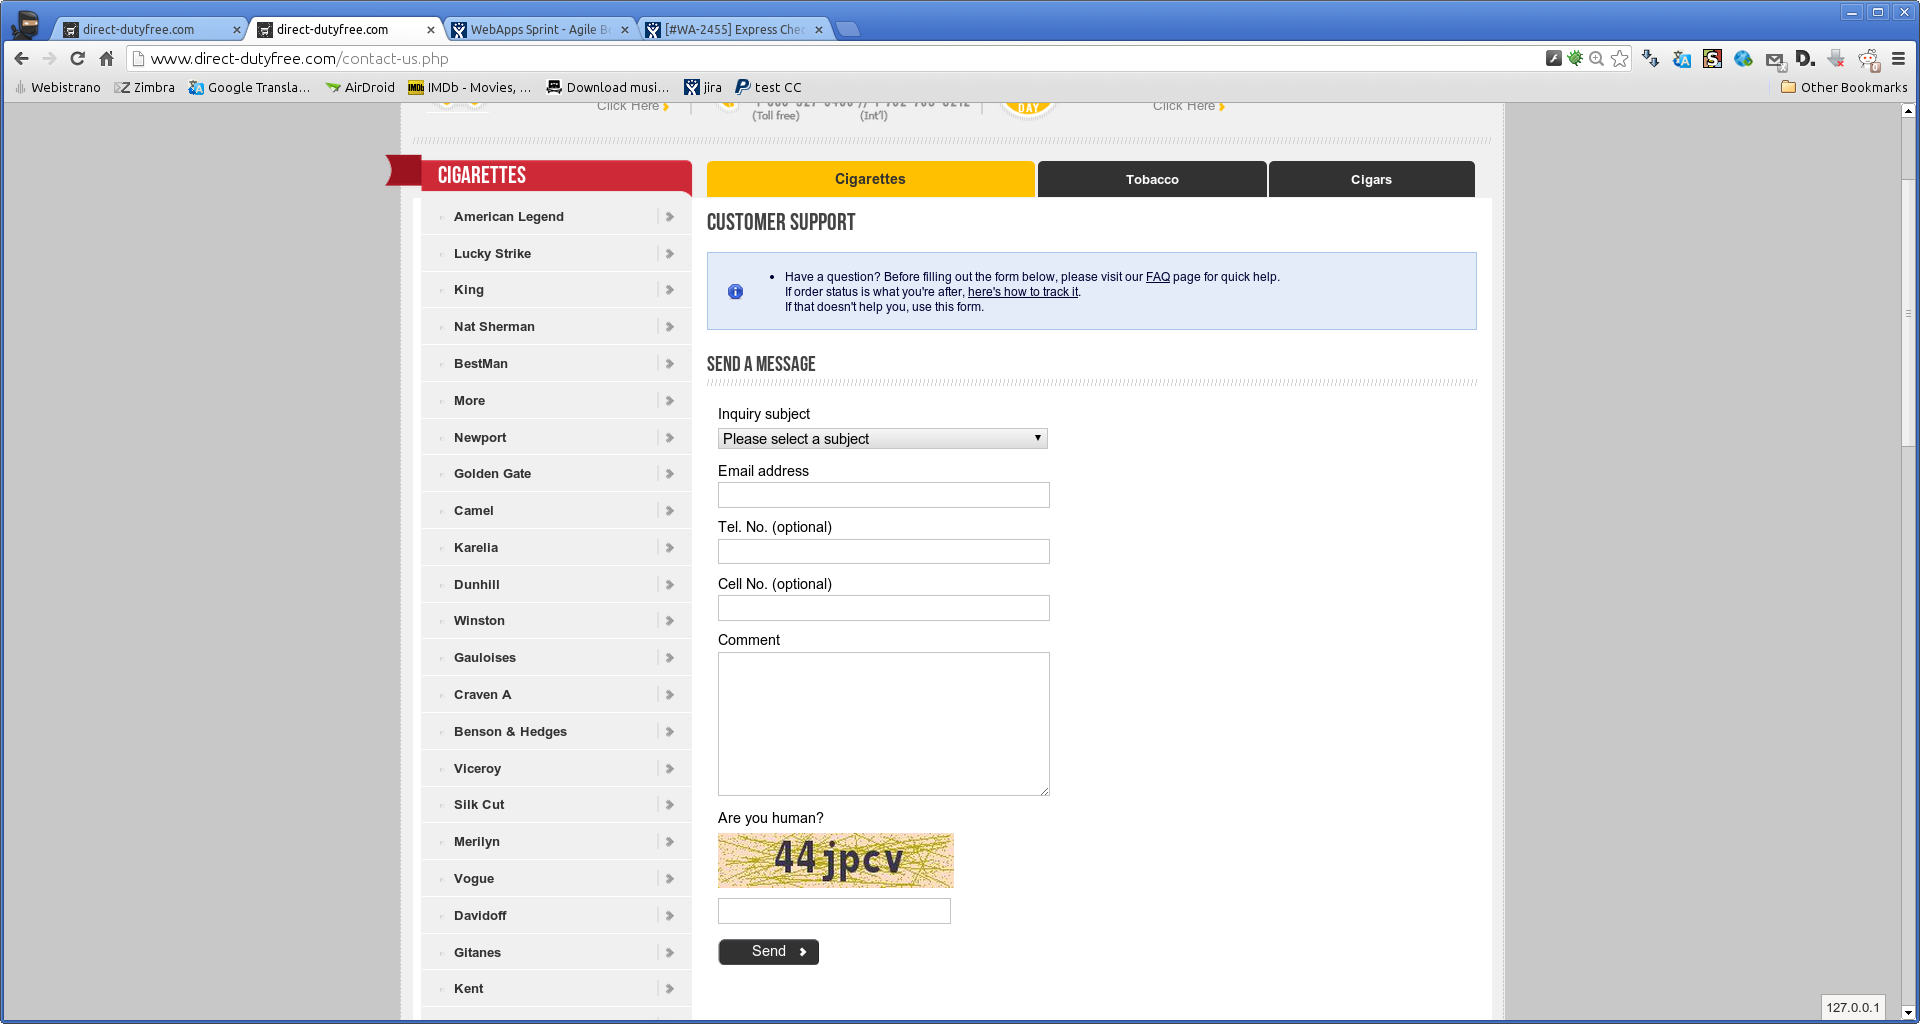 direct-dutyfree.com
direct-dutyfree.com
WebApps Sprint - Agile B
[#WA-2455] Express Chec
www.direct-dutyfree.com/contact-us.php
Webistrano
Zimbra
Google Transla...
AirDroid
IMDb - Movies, ...
Download musi...
jira
test CC
Other Bookmarks
Click Here
(Toll free)
(Int'l)
DAY
Click Here
CIGARETTES
American Legend
Lucky Strike
King
Nat Sherman
BestMan
More
Newport
Golden Gate
Camel
Karelia
Dunhill
Winston
Gauloises
Craven A
Benson & Hedges
Viceroy
Silk Cut
Merilyn
Vogue
Davidoff
Gitanes
Kent
Cigarettes
Tobacco
Cigars
CUSTOMER SUPPORT
Have a question? Before filling out the form below, please visit our FAQ page for quick help.
If order status is what you're after, here's how to track it.
If that doesn't help you, use this form.
SEND A MESSAGE
Inquiry subject
Please select a subject
Email address
Tel. No. (optional)
Cell No. (optional)
Comment
Are you human?
44jpcv
Send
127.0.0.1